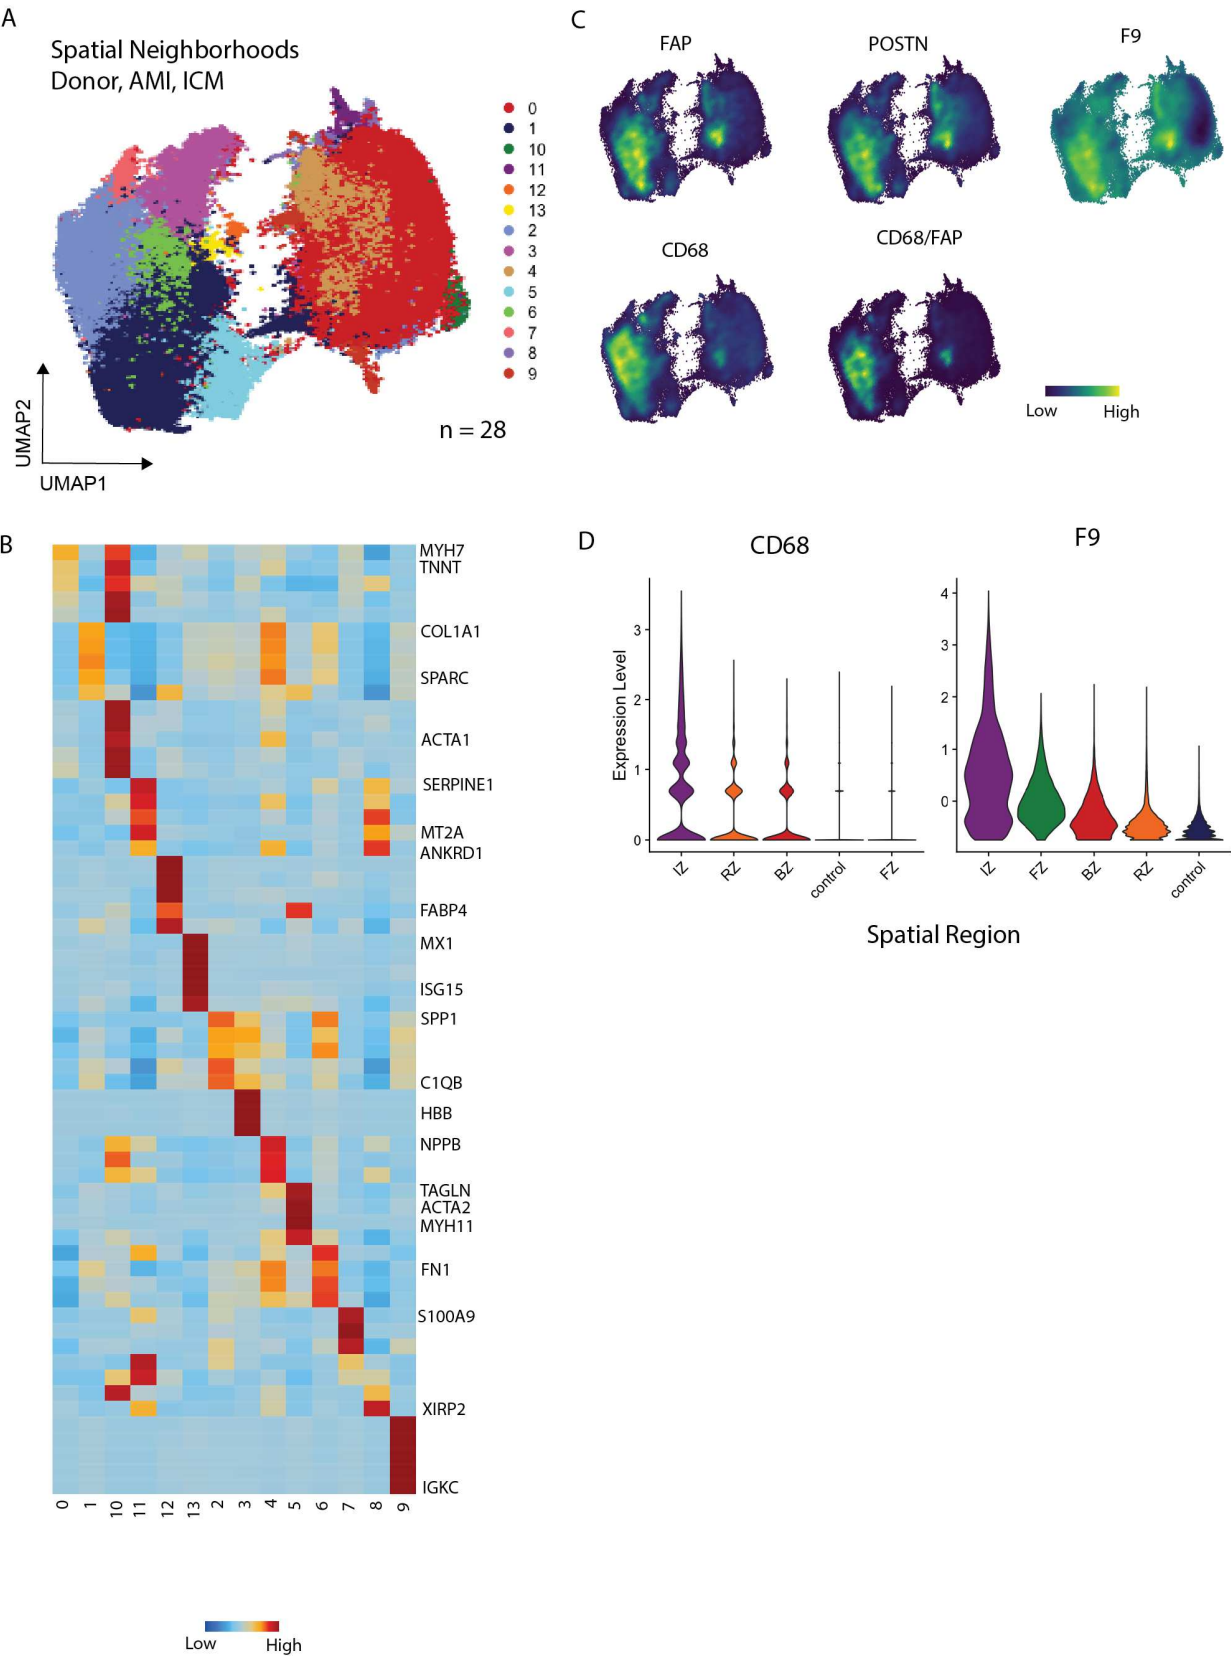 A
Spatial Neighborhoods
Donor, AMI, ICM
0
1
10
11
12
13
2
3
4
5
6
7
8
9
n = 28
UMAP2
UMAP1
C
FAP
POSTN
F9
CD68
CD68/FAP
Low
High
B
MYH7
TNNT
COL1A1
SPARC
ACTA1
SERPINE1
MT2A
ANKRD1
FABP4
MX1
ISG15
SPP1
C1QB
HBB
NPPB
TAGLN
ACTA2
MYH11
FN1
S100A9
XIRP2
IGKC
0 1 10 11 12 13 2 3 4 5 6 7 8 9
Low
High
D
CD68
F9
Expression Level
3
2
1
0
IZ RZ BZ control FZ
4
3
2
1
0
IZ FZ BZ RZ control
Spatial Region